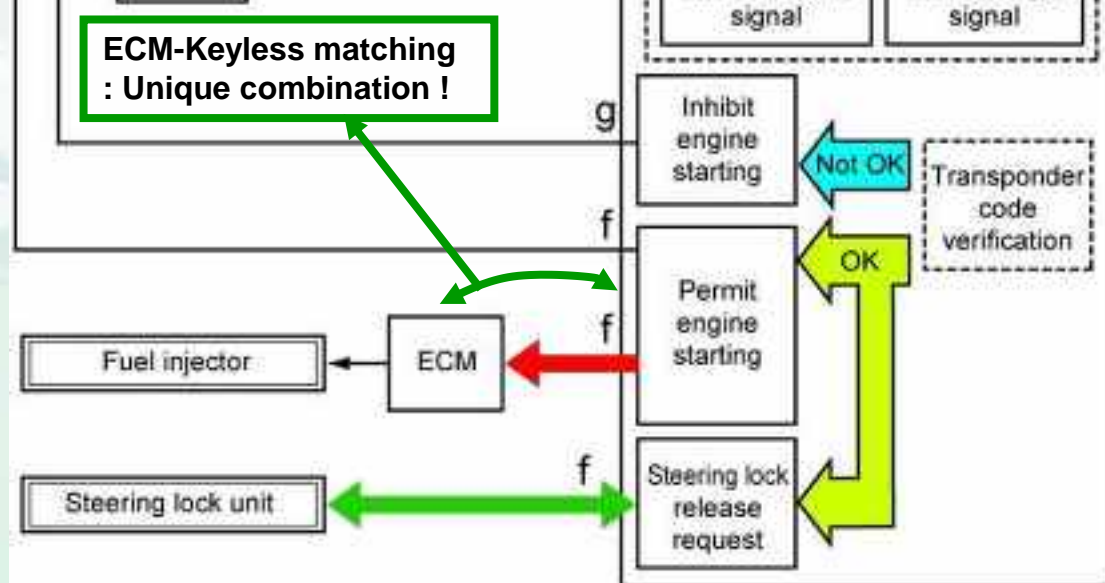 signal
signal
ECM-Keyless matching
: Unique combination !
g
Inhibit
engine
starting
Not OK
Transponder
code
verification
f
OK
Permit
engine
starting
f
Fuel injector
ECM
f
Steering lock unit
Steering lock
release
request